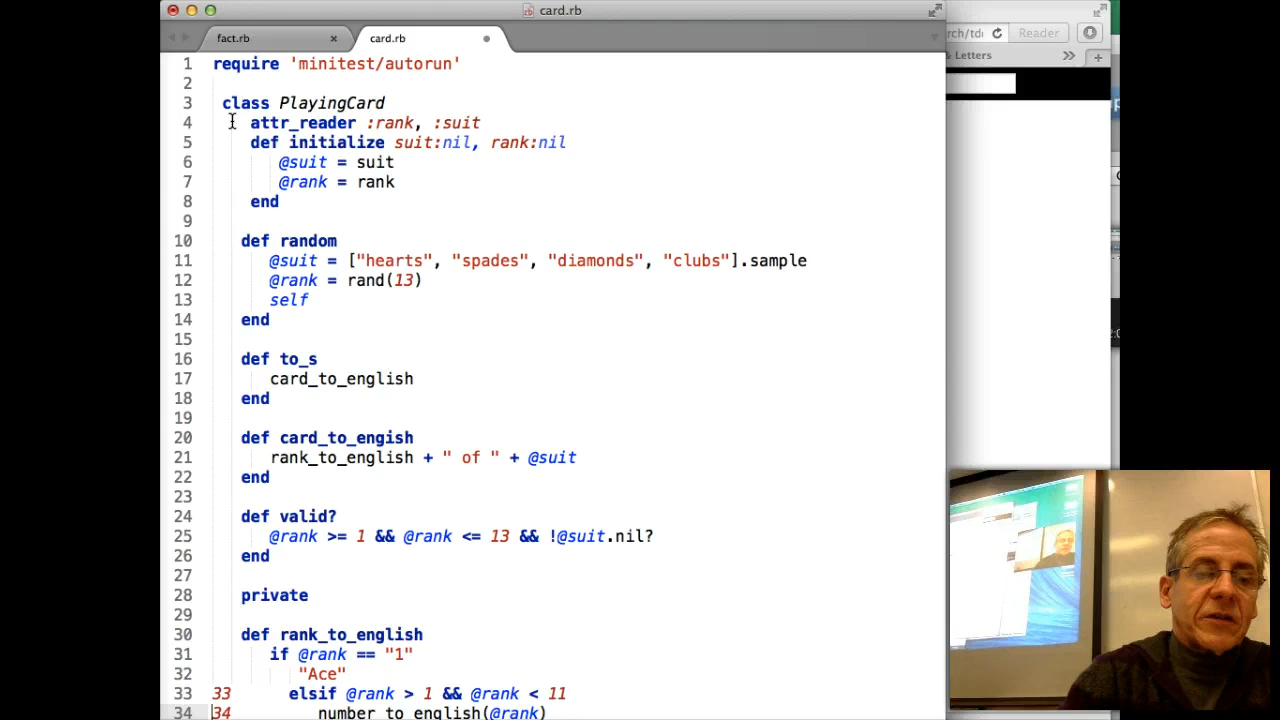 card.rb
fact.rb
card.rb
Reader
& Letters
1 require 'minitest/autorun'
2
3 class PlayingCard
4 attr_reader :rank, :suit
5 def initialize suit:nil, rank:nil
6 @suit = suit
7 @rank = rank
8 end
9
10 def random
11 @suit = ["hearts", "spades", "diamonds", "clubs"].sample
12 @rank = rand(13)
13 self
14 end
15
16 def to_s
17 card_to_english
18 end
19
20 def card_to_engish
21 rank_to_english + " of " + @suit
22 end
23
24 def valid?
25 @rank >= 1 && @rank <= 13 && !@suit.nil?
26 end
27
28 private
29
30 def rank_to_english
31 if @rank == "1"
32 "Ace"
33 33 elsif @rank > 1 && @rank < 11
34 34 number_to_english(@rank)